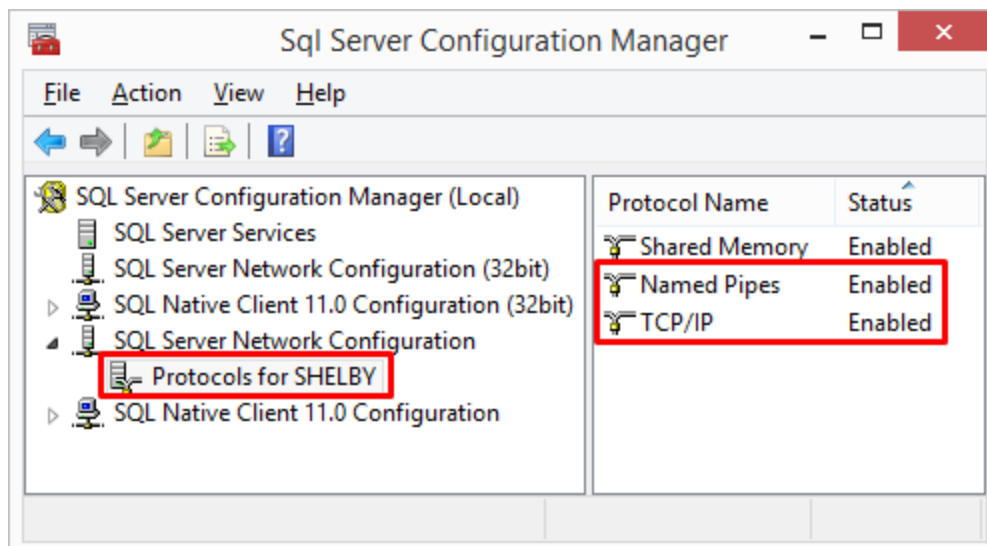 Sql Server Configuration Manager
File Action View Help
SQL Server Configuration Manager (Local)
SQL Server Services
SQL Server Network Configuration (32bit)
SQL Native Client 11.0 Configuration (32bit)
SQL Server Network Configuration
Protocols for SHELBY
SQL Native Client 11.0 Configuration
Protocol Name Status
Shared Memory Enabled
Named Pipes Enabled
TCP/IP Enabled